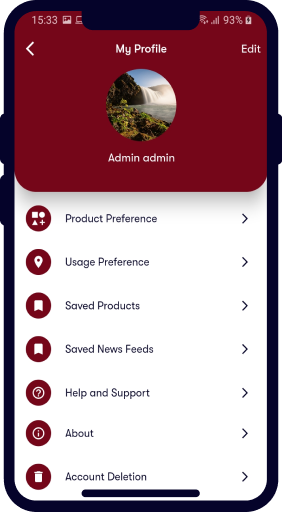 15:33 93%
My Profile Edit
Admin admin
Product Preference
Usage Preference
Saved Products
Saved News Feeds
Help and Support
About
Account Deletion